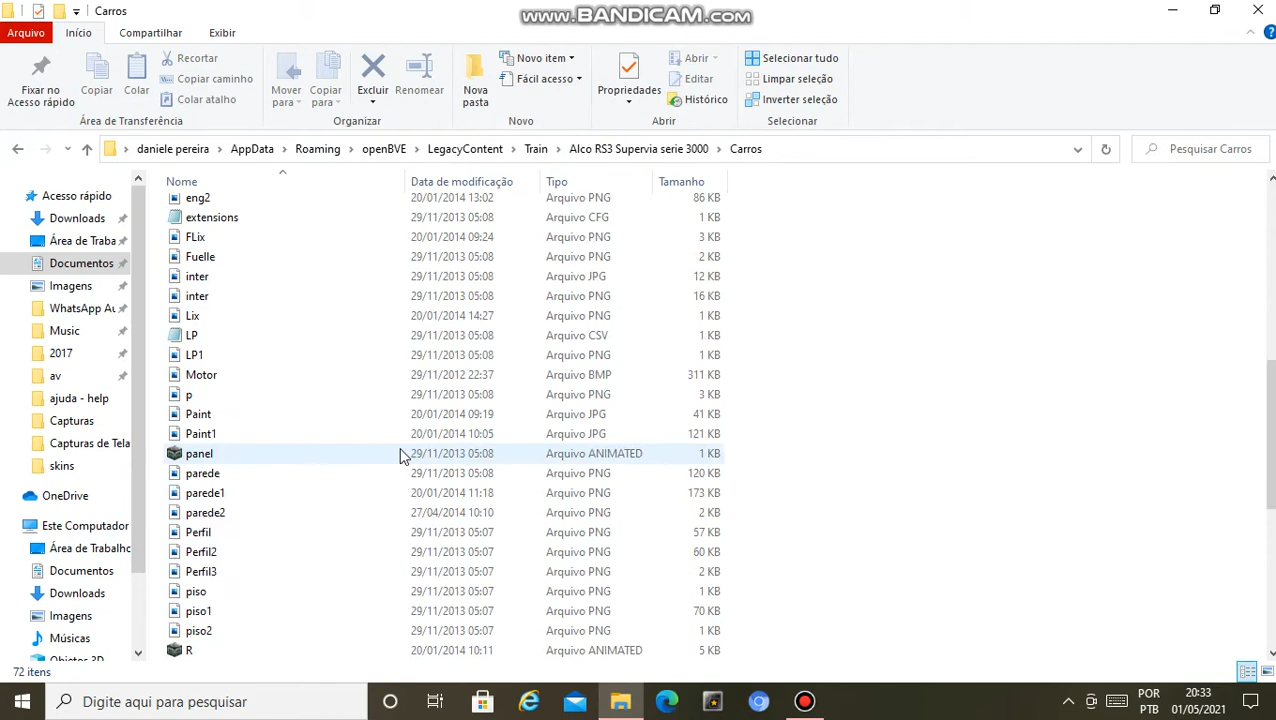 Carros
www.BANDICAM.com
Arquivo Início Compartilhar Exibir
Fixar no Acesso rápido
Copiar
Colar
Recortar
Copiar caminho
Colar atalho
Área de Transferência
Mover para
Copiar para
Excluir
Renomear
Organizar
Nova pasta
Novo item
Fácil acesso
Novo
Propriedades
Abrir
Editar
Histórico
Abrir
Selecionar tudo
Limpar seleção
Inverter seleção
Selecionar
daniele pereira AppData Roaming openBVE LegacyContent Train Alco RS3 Supervia serie 3000 Carros
Pesquisar Carros
Acesso rápido
Downloads
Área de Traba
Documentos
Imagens
WhatsApp Au
Music
2017
av
ajuda - help
Capturas
Capturas de Tela
skins
OneDrive
Este Computador
Área de Trabalho
Documentos
Downloads
Imagens
Músicas
Objetos 3D
Nome Data de modificação Tipo Tamanho
eng2 20/01/2014 13:02 Arquivo PNG 86 KB
extensions 29/11/2013 05:08 Arquivo CFG 1 KB
FLix 20/01/2014 09:24 Arquivo PNG 3 KB
Fuelle 29/11/2013 05:08 Arquivo PNG 2 KB
inter 29/11/2013 05:08 Arquivo JPG 12 KB
inter 29/11/2013 05:08 Arquivo PNG 16 KB
Lix 20/01/2014 14:27 Arquivo PNG 1 KB
LP 29/11/2013 05:08 Arquivo CSV 1 KB
LP1 29/11/2013 05:08 Arquivo PNG 1 KB
Motor 29/11/2012 22:37 Arquivo BMP 311 KB
p 29/11/2013 05:08 Arquivo PNG 3 KB
Paint 20/01/2014 09:19 Arquivo JPG 41 KB
Paint1 20/01/2014 10:05 Arquivo JPG 121 KB
panel 29/11/2013 05:08 Arquivo ANIMATED 1 KB
parede 29/11/2013 05:08 Arquivo PNG 120 KB
parede1 20/01/2014 11:18 Arquivo PNG 173 KB
parede2 27/04/2014 10:10 Arquivo PNG 2 KB
Perfil 29/11/2013 05:07 Arquivo PNG 57 KB
Perfil2 29/11/2013 05:07 Arquivo PNG 60 KB
Perfil3 29/11/2013 05:07 Arquivo PNG 2 KB
piso 29/11/2013 05:07 Arquivo PNG 1 KB
piso1 29/11/2013 05:07 Arquivo PNG 70 KB
piso2 29/11/2013 05:07 Arquivo PNG 1 KB
R 20/01/2014 10:11 Arquivo ANIMATED 5 KB
72 itens
Digite aqui para pesquisar
POR
PTB
20:33
01/05/2021